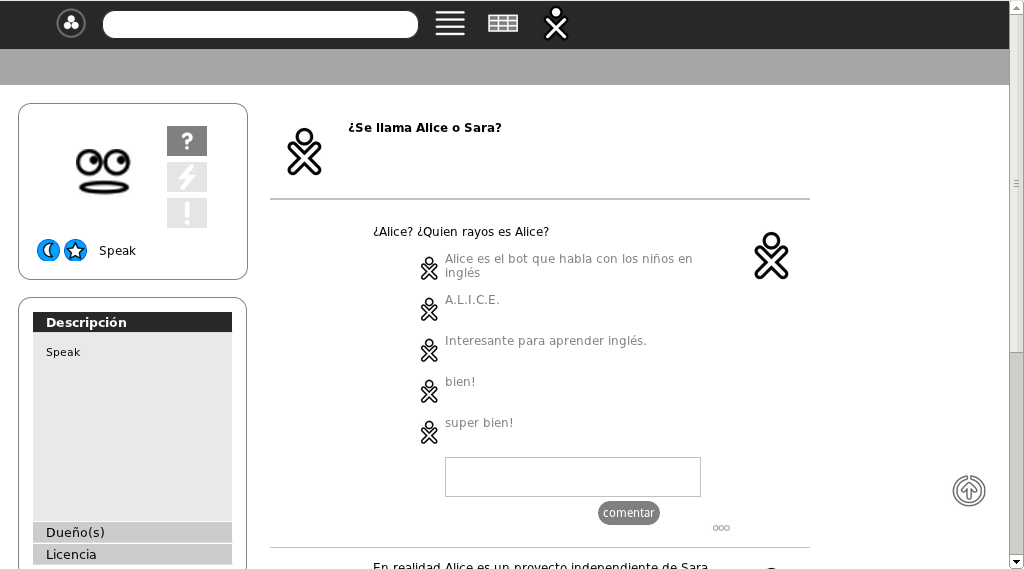 ¿Se llama Alice o Sara?
?
!
Speak
¿Alice? ¿Quien rayos es Alice?
Alice es el bot que habla con los niños en
inglés
A.L.I.C.E.
Interesante para aprender inglés.
bien!
super bien!
comentar
Descripción
Speak
Dueño(s)
Licencia
En realidad Alice es un proyecto independiente de Sara